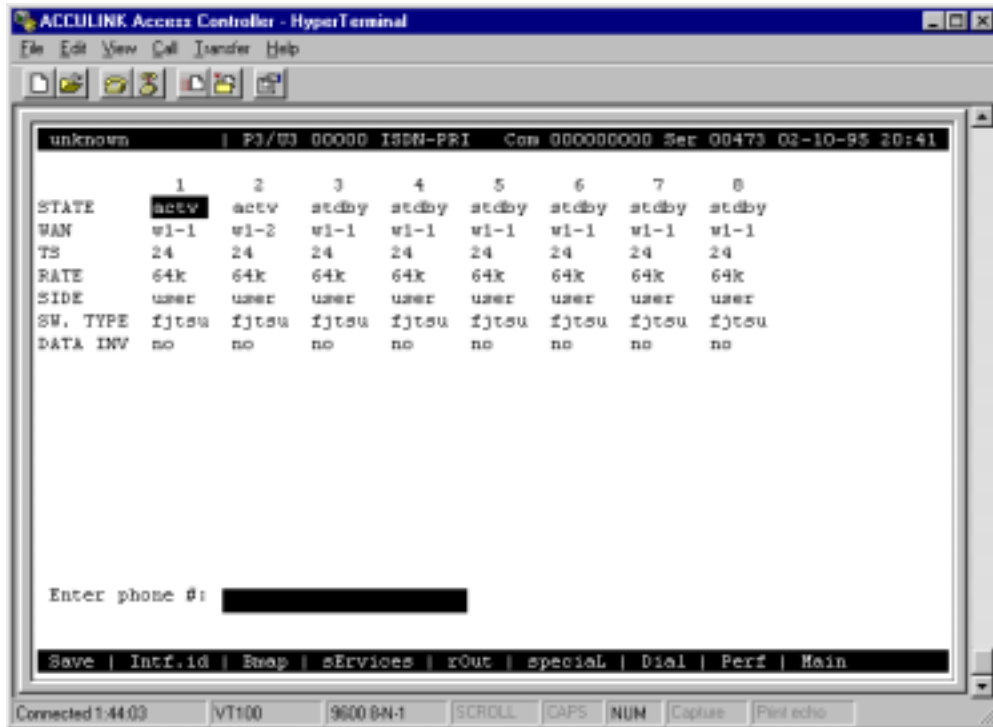 ACCULINK Access Controller - HyperTerminal
File Edit View Call Transfer Help
unknown | P3/U3 00000 ISDN-PRI Com 000000000 Ser 00473 02-10-95 20:41
1 2 3 4 5 6 7 8
STATE actv actv stdby stdby stdby stdby stdby stdby
WAN w1-1 w1-2 w1-1 w1-1 w1-1 w1-1 w1-1 w1-1
TS 24 24 24 24 24 24 24 24
RATE 64k 64k 64k 64k 64k 64k 64k 64k
SIDE user user user user user user user user
SW. TYPE fjtsu fjtsu fjtsu fjtsu fjtsu fjtsu fjtsu fjtsu
DATA INV no no no no no no no no
Enter phone #:
Save | Intf.id | Bmap | sErvices | rOut | speciaL | Dial | Perf | Main
Connected 1:44:03 VT100 9600 8-N-1 SCROLL CAPS NUM Capture Print echo